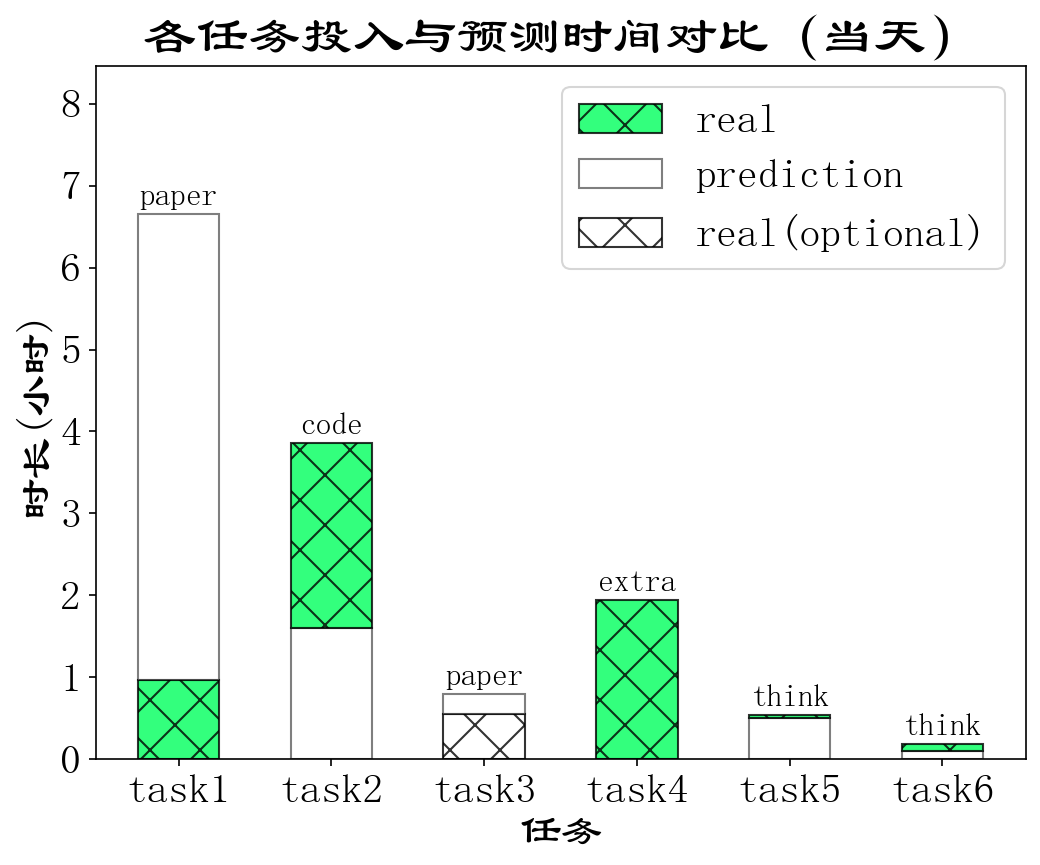 各任务投入与预测时间对比 (当天)
real
prediction
real(optional)
时长(小时)
8
7
6
5
4
3
2
1
0
paper
code
paper
extra
think
think
task1 task2 task3 task4 task5 task6
任务